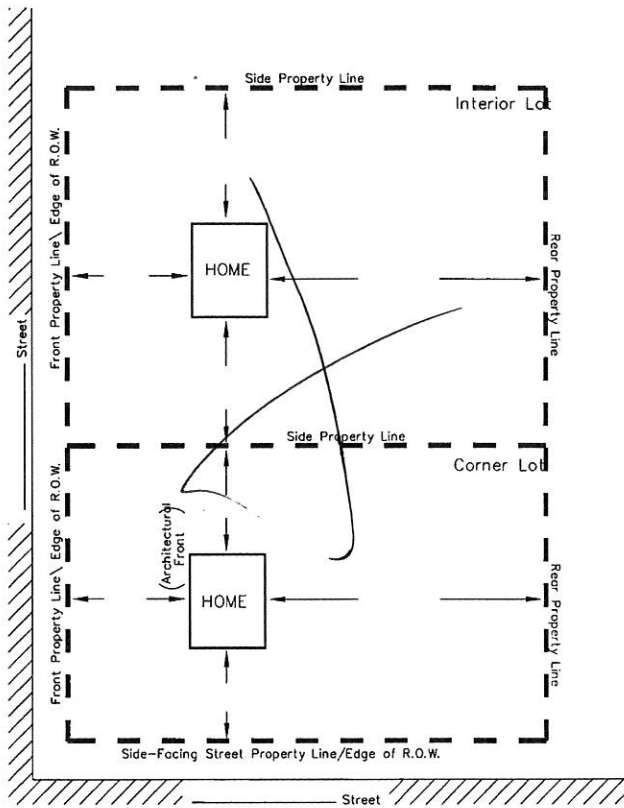 Side Property Line
Interior Lot
Front Property Line\ Edge of R.O.W.
HOME
Rear Property Line
Street
Side Property Line
Corner Lot
Front Property Line\ Edge of R.O.W.
(Architectural
Front)
HOME
Rear Property Line
Side-Facing Street Property Line/Edge of R.O.W.
Street